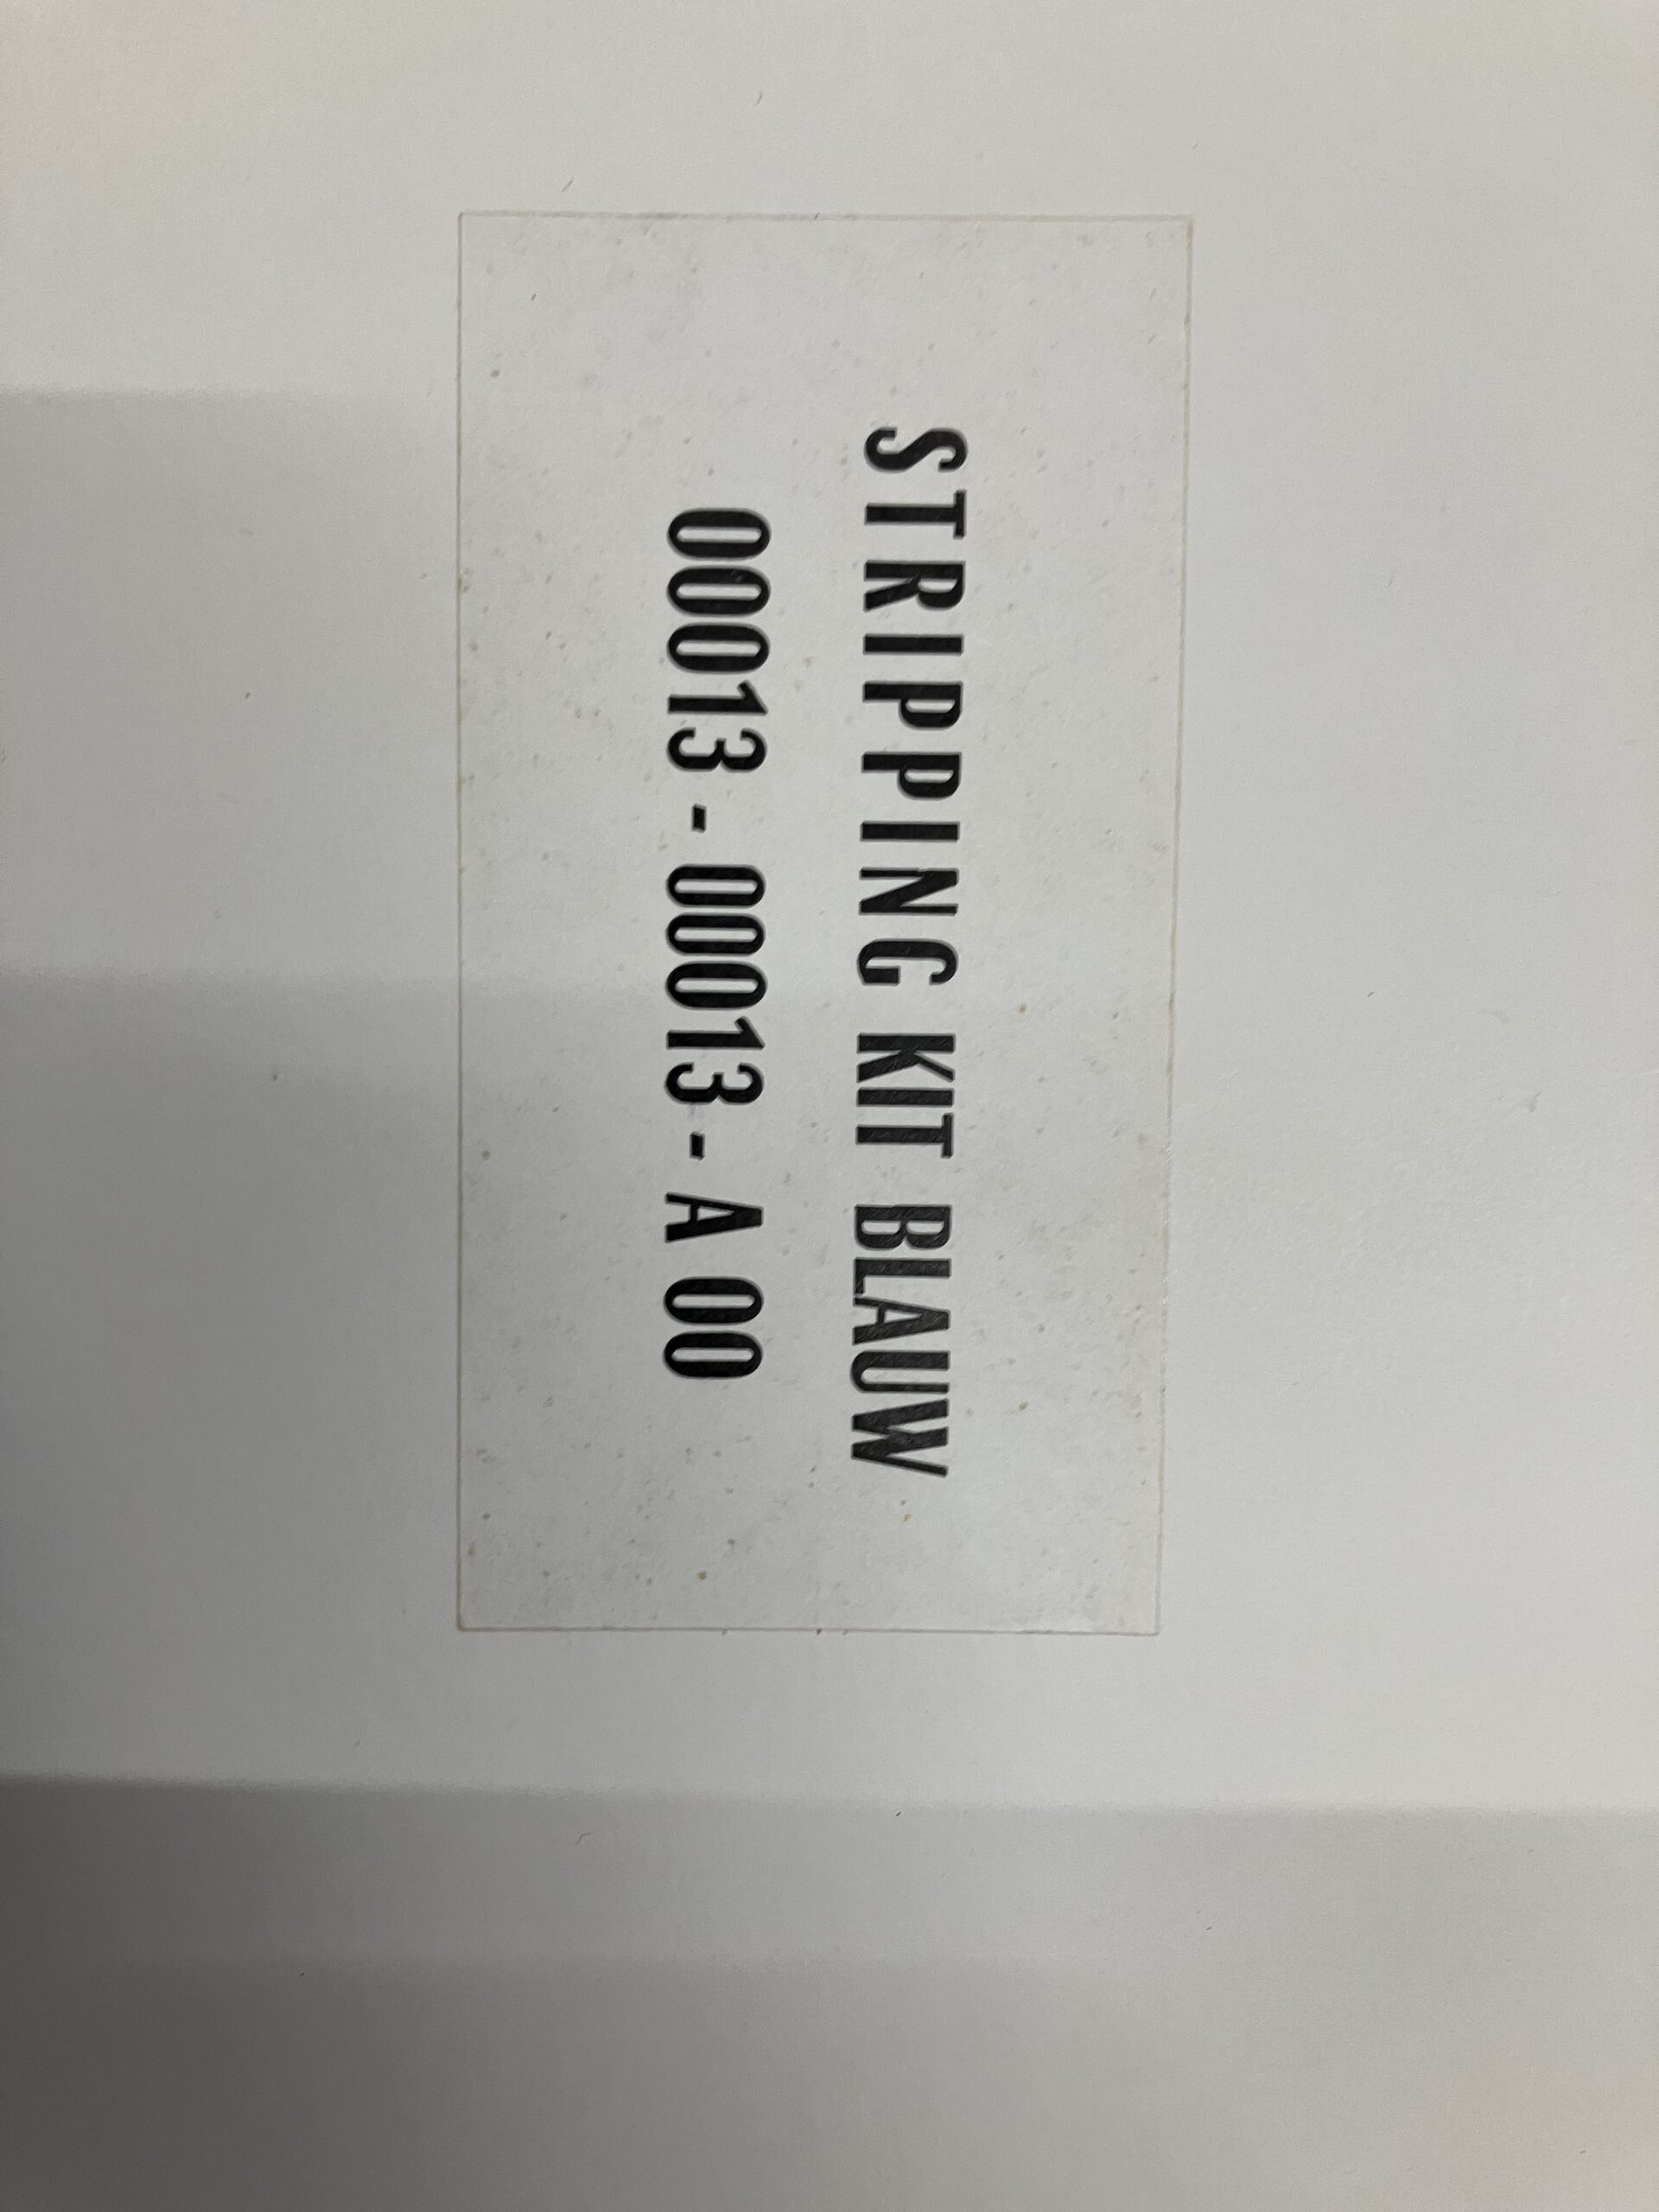 STRIPPING KIT BLAUW
00013 - 00013 - A 00